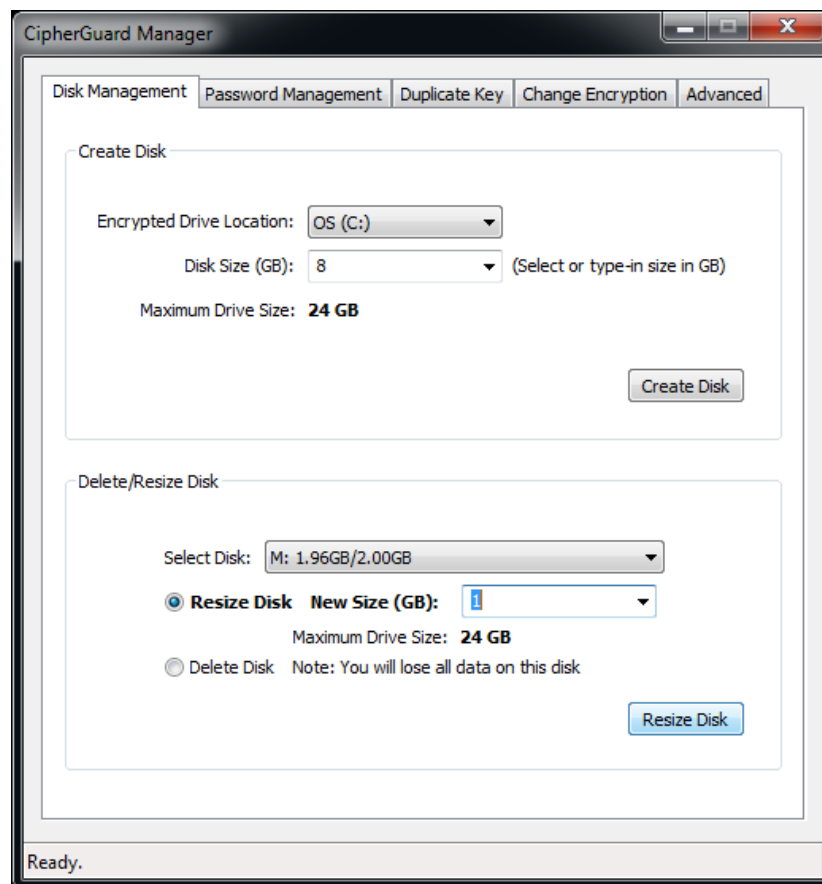 CipherGuard Manager
Disk Management Password Management Duplicate Key Change Encryption Advanced
Create Disk
Encrypted Drive Location: OS (C:)
Disk Size (GB): 8 (Select or type-in size in GB)
Maximum Drive Size: 24 GB
Create Disk
Delete/Resize Disk
Select Disk: M: 1.96GB/2.00GB
Resize Disk New Size (GB): 1
Maximum Drive Size: 24 GB
Delete Disk Note: You will lose all data on this disk
Resize Disk
Ready.